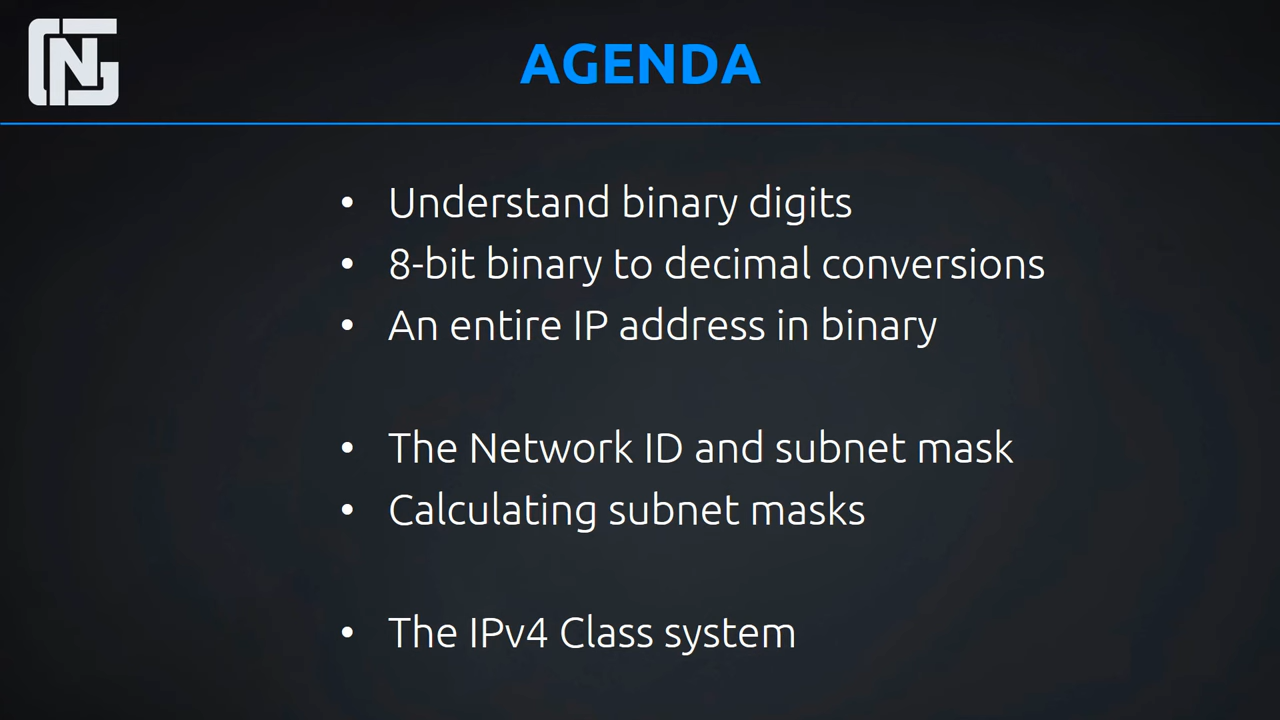 AGENDA
• Understand binary digits
• 8-bit binary to decimal conversions
• An entire IP address in binary
• The Network ID and subnet mask
• Calculating subnet masks
• The IPv4 Class system